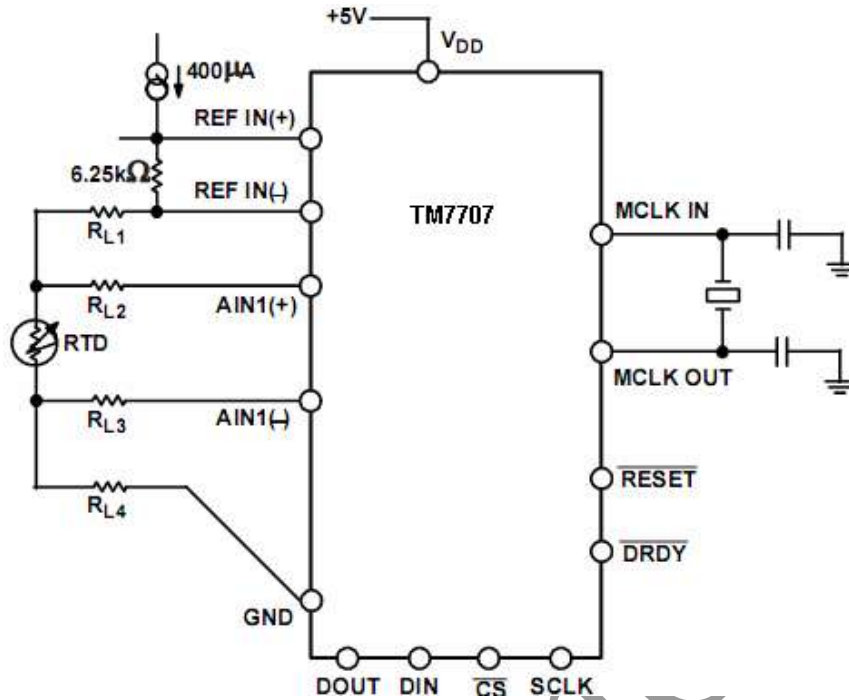 +5V
VDD
400μA
REF IN(+)
6.25kΩ
REF IN(-)
RL1
TM7707
MCLK IN
RL2
AIN1(+)
RTD
MCLK OUT
RL3
AIN1(-)
RL4
RESET
DRDY
GND
DOUT DIN CS SCLK